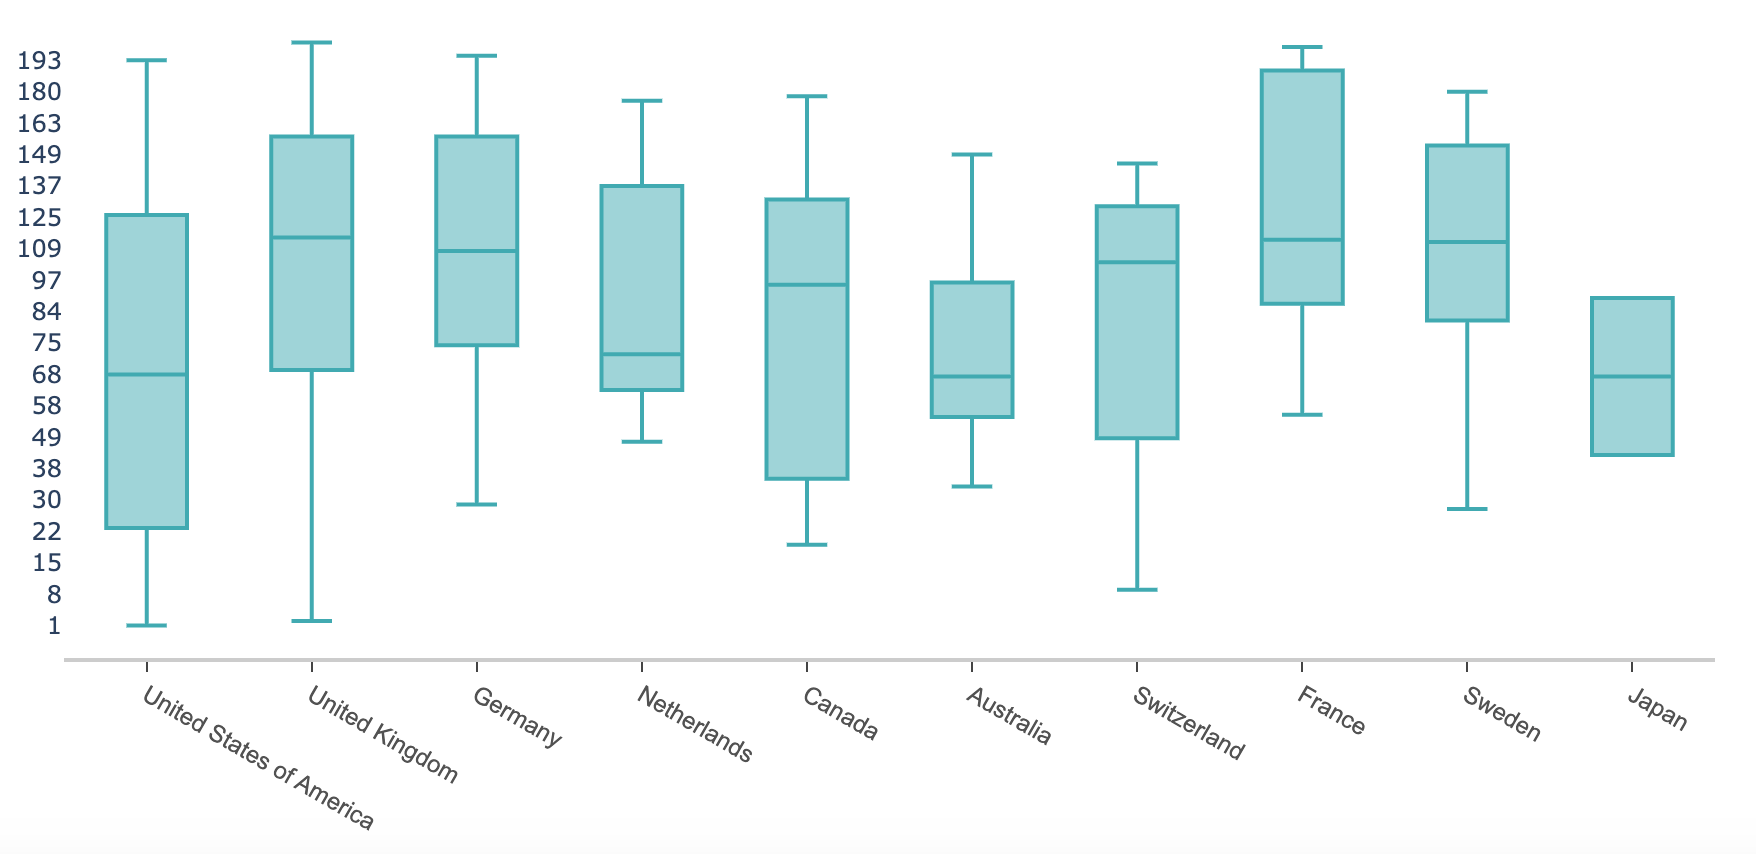 193
180
163
149
137
125
109
97
84
75
68
58
49
38
30
22
15
8
1
United States of America
United Kingdom
Germany
Netherlands
Canada
Australia
Switzerland
France
Sweden
Japan